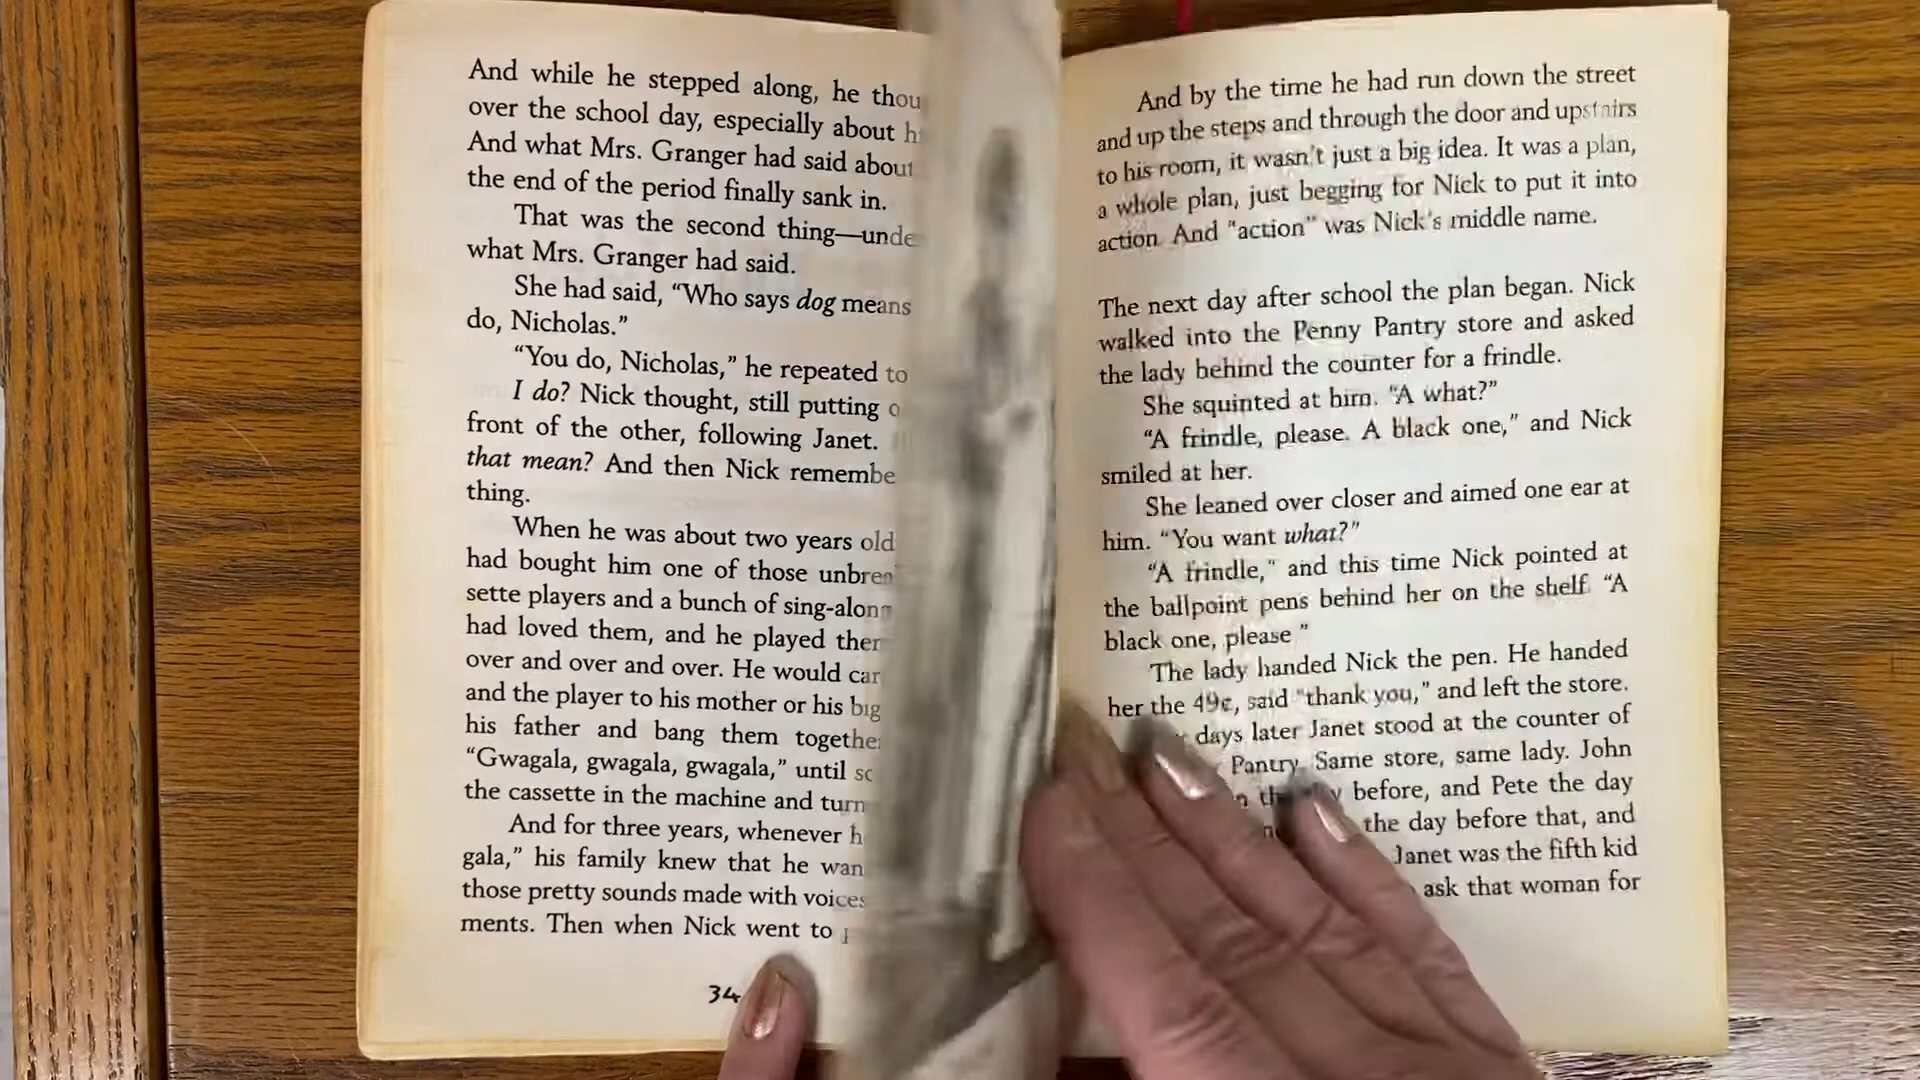 And while he stepped along, he thou
over the school day, especially about h
And what Mrs. Granger had said about
the end of the period finally sank in.
That was the second thing—unde
what Mrs. Granger had said.
She had said, “Who says dog means
do, Nicholas.”
“You do, Nicholas,” he repeated to
I do? Nick thought, still putting o
front of the other, following Janet.
that mean? And then Nick remembe
thing.
When he was about two years old
had bought him one of those unbrea
sette players and a bunch of sing-along
had loved them, and he played them
over and over and over. He would car
and the player to his mother or his big
his father and bang them together
“Gwagala, gwagala, gwagala,” until so
the cassette in the machine and turn
And for three years, whenever h
gala,” his family knew that he wan
those pretty sounds made with voices
ments. Then when Nick went to p
34
And by the time he had run down the street
and up the steps and through the door and upstairs
to his room, it wasn't just a big idea. It was a plan,
a whole plan, just begging for Nick to put it into
action. And “action” was Nick's middle name.
The next day after school the plan began. Nick
walked into the Penny Pantry store and asked
the lady behind the counter for a frindle.
She squinted at him. “A what?”
“A frindle, please. A black one,” and Nick
smiled at her.
She leaned over closer and aimed one ear at
him. “You want what?”
“A frindle,” and this time Nick pointed at
the ballpoint pens behind her on the shelf. “A
black one, please.”
The lady handed Nick the pen. He handed
her the 49¢, said “thank you,” and left the store.
days later Janet stood at the counter of
Pantry. Same store, same lady. John
before, and Pete the day
the day before that, and
Janet was the fifth kid
ask that woman for